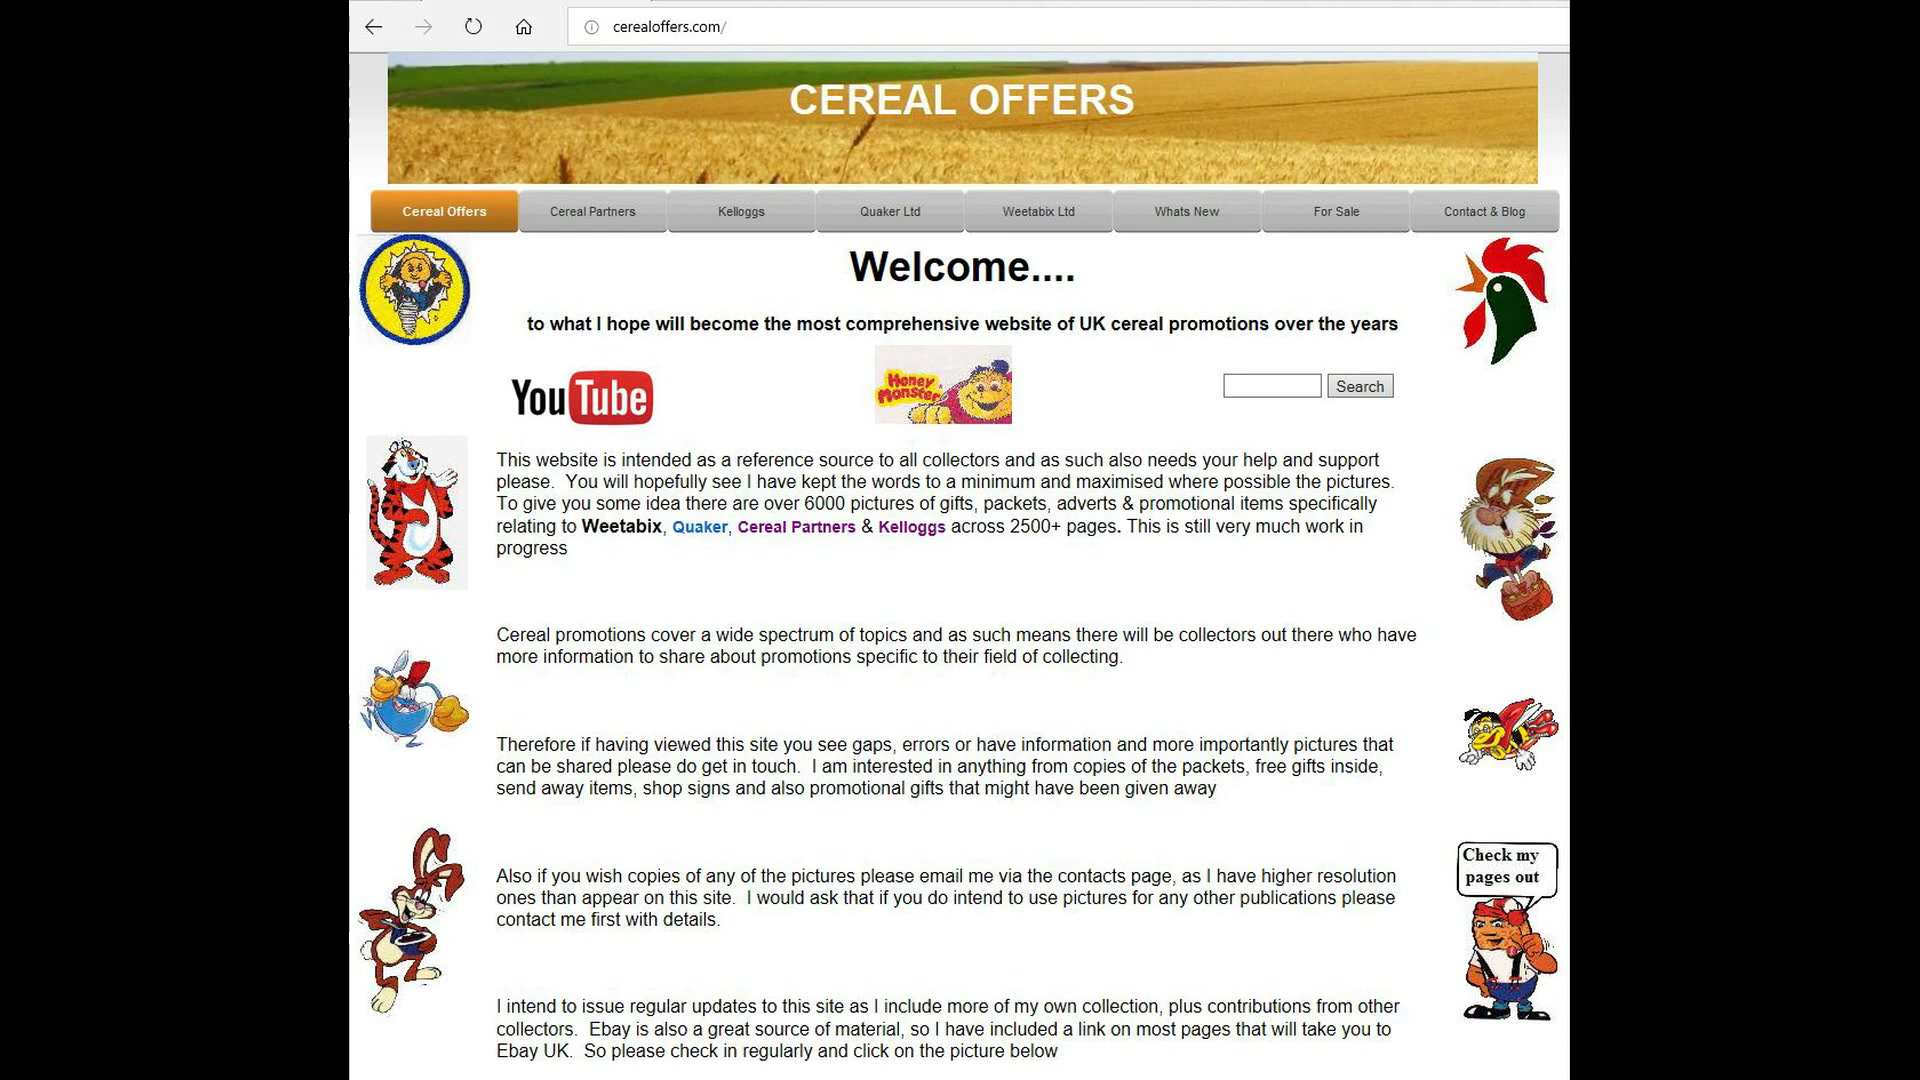 cerealoffers.com/
CEREAL OFFERS
Cereal Offers
Cereal Partners
Kelloggs
Quaker Ltd
Weetabix Ltd
Whats New
For Sale
Contact & Blog
Welcome....
to what I hope will become the most comprehensive website of UK cereal promotions over the years
YouTube
Honey
Monster
Search
This website is intended as a reference source to all collectors and as such also needs your help and support
please.  You will hopefully see I have kept the words to a minimum and maximised where possible the pictures.
To give you some idea there are over 6000 pictures of gifts, packets, adverts & promotional items specifically
relating to Weetabix, Quaker, Cereal Partners & Kelloggs across 2500+ pages. This is still very much work in
progress
Cereal promotions cover a wide spectrum of topics and as such means there will be collectors out there who have
more information to share about promotions specific to their field of collecting.
Therefore if having viewed this site you see gaps, errors or have information and more importantly pictures that
can be shared please do get in touch.  I am interested in anything from copies of the packets, free gifts inside,
send away items, shop signs and also promotional gifts that might have been given away
Check my
pages out
Also if you wish copies of any of the pictures please email me via the contacts page, as I have higher resolution
ones than appear on this site.  I would ask that if you do intend to use pictures for any other publications please
contact me first with details.
I intend to issue regular updates to this site as I include more of my own collection, plus contributions from other
collectors.  Ebay is also a great source of material, so I have included a link on most pages that will take you to
Ebay UK.  So please check in regularly and click on the picture below